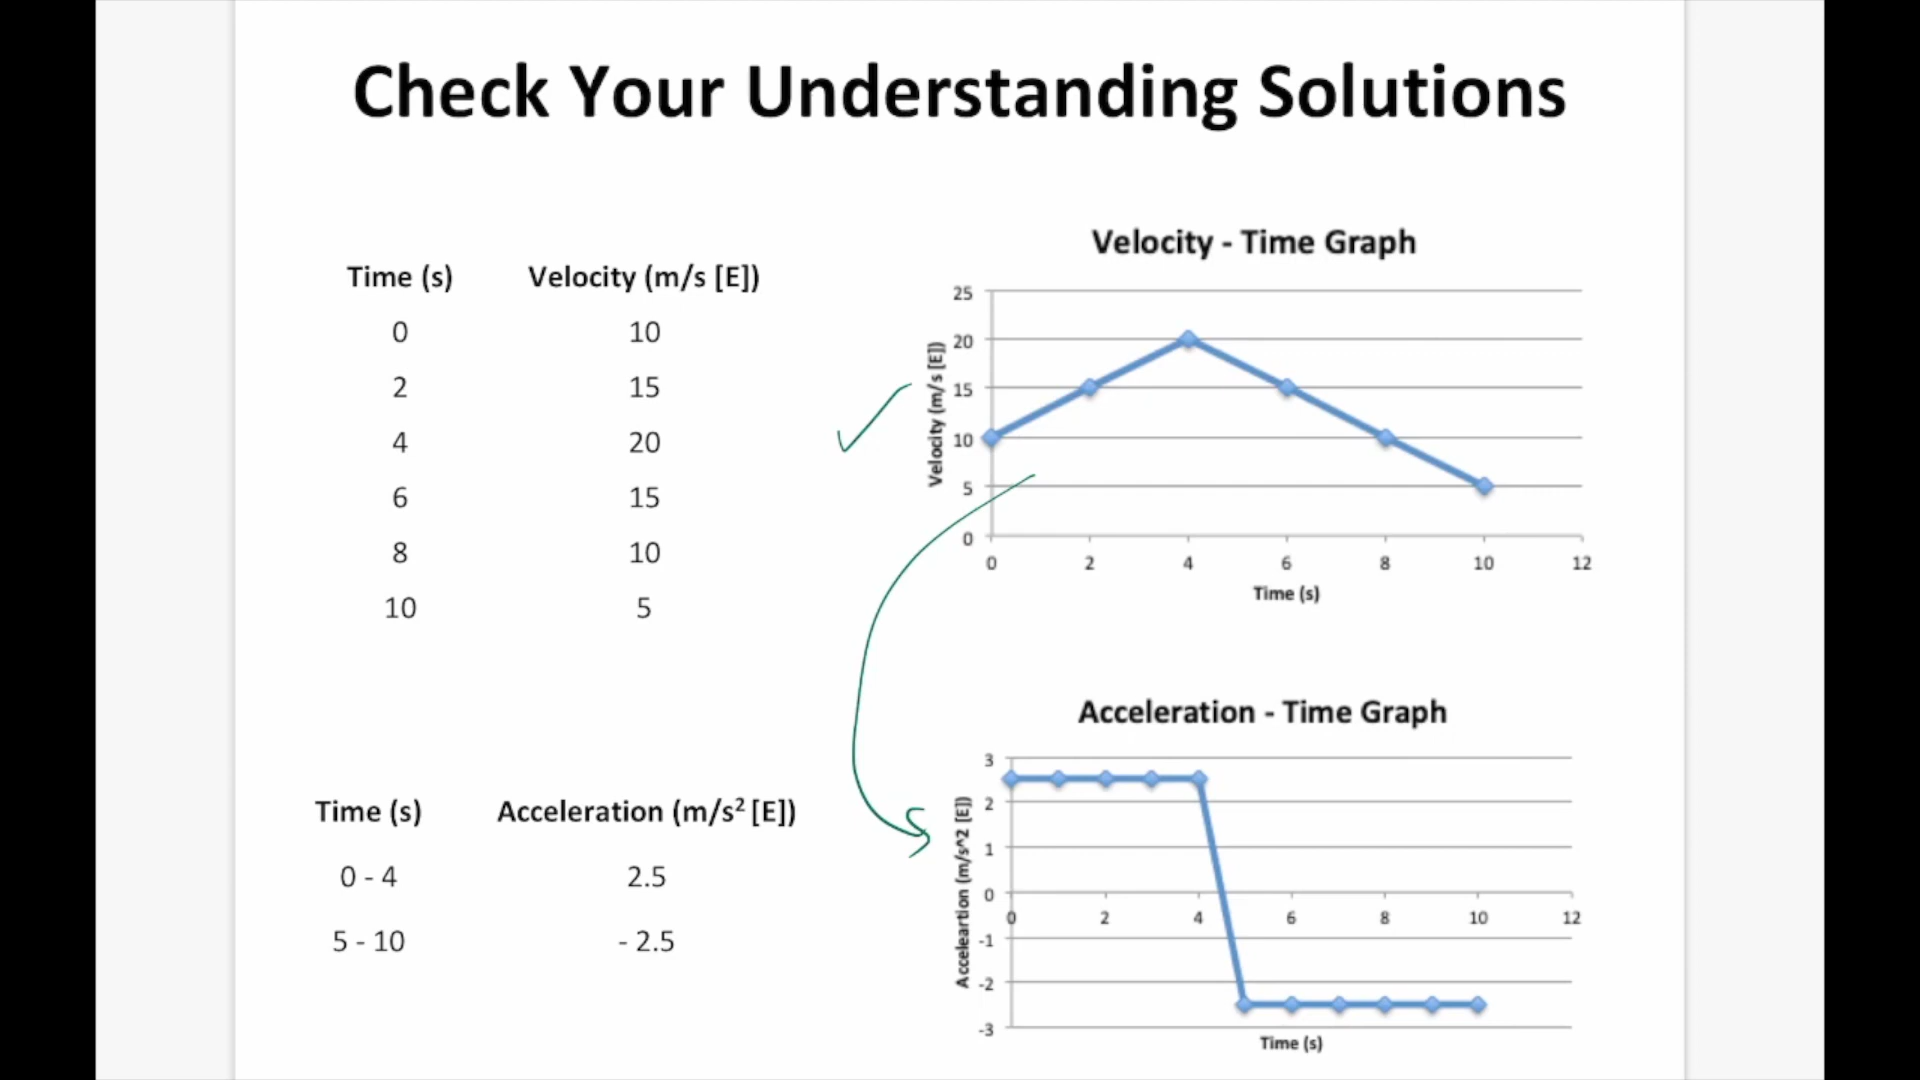 Check Your Understanding Solutions
Time (s) Velocity (m/s [E])
0 10
2 15
4 20
6 15
8 10
10 5
Velocity - Time Graph
Velocity (m/s [E])
25
20
15
10
5
0
0 2 4 6 8 10 12
Time (s)
Time (s) Acceleration (m/s² [E])
0 - 4 2.5
5 - 10 - 2.5
Acceleration - Time Graph
Acceleartion (m/s^2 [E])
3
2
1
0
0 2 4 6 8 10 12
-1
-2
-3
Time (s)